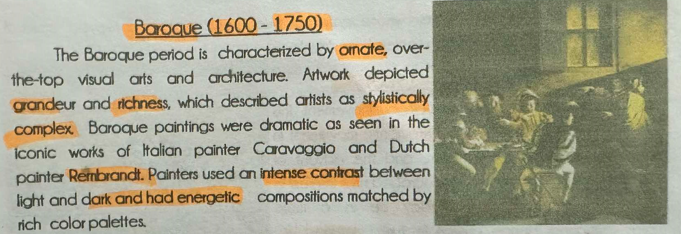 Baroque (1600 - 1750)
The Baroque period is characterized by ornate, over-
the-top visual arts and architecture. Artwork depicted
grandeur and richness, which described artists as stylistically
complex. Baroque paintings were dramatic as seen in the
iconic works of Italian painter Caravaggio and Dutch
painter Rembrandt. Painters used an intense contrast between
light and dark and had energetic compositions matched by
rich color palettes.